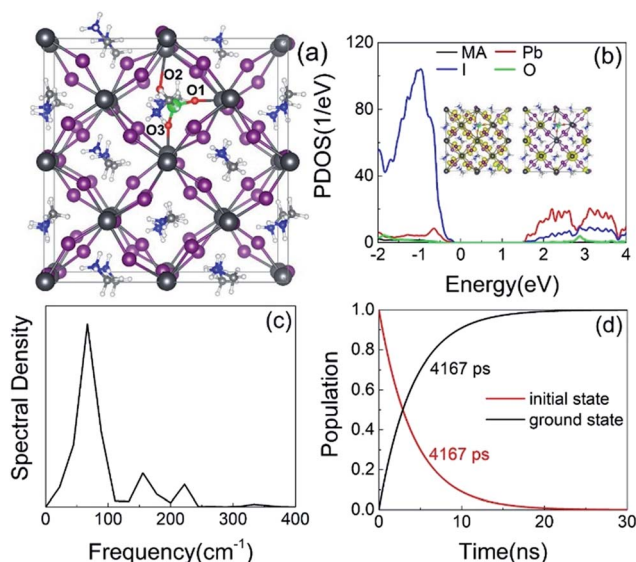 (a)
O2
O1
O3
(b)
MA
Pb
I
O
PDOS(1/eV)
120
80
40
0
-2
-1
0
1
2
3
4
Energy(eV)
(c)
Spectral Density
0
100
200
300
400
Frequency(cm⁻¹)
(d)
Population
1.0
0.8
0.6
0.4
0.2
0.0
4167 ps
initial state
ground state
4167 ps
0
10
20
30
Time(ns)